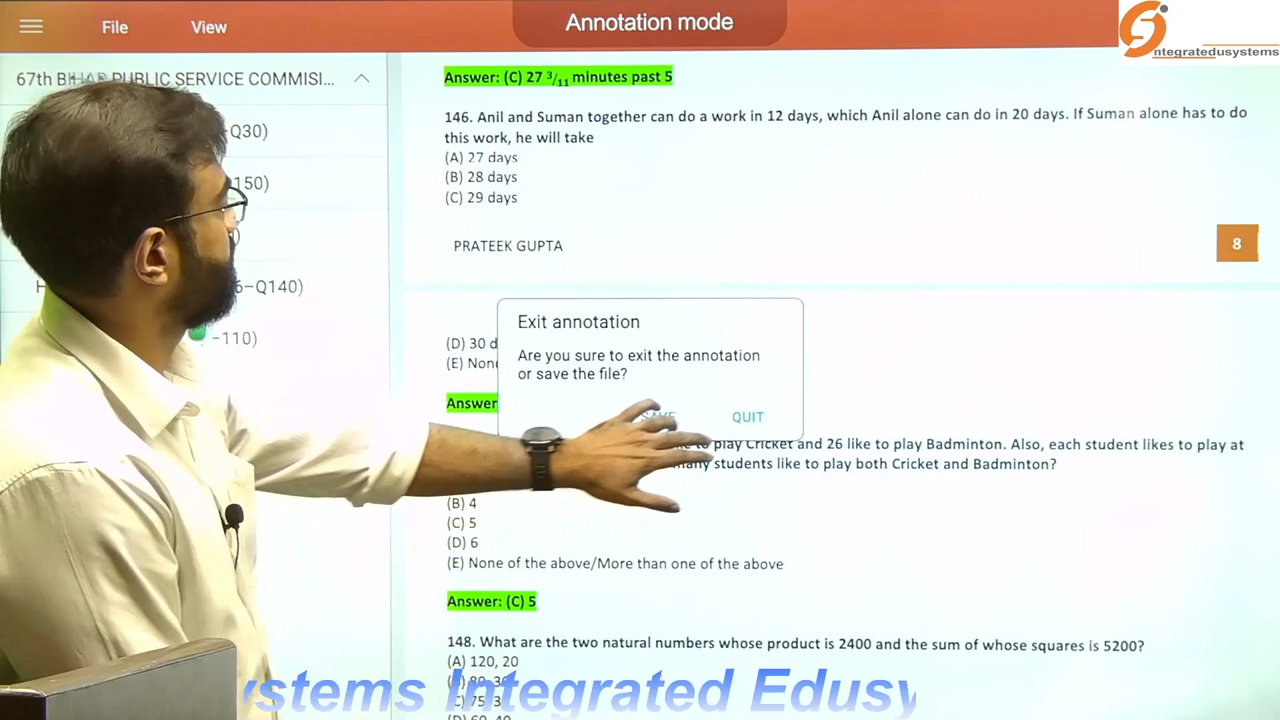 File
View
Annotation mode
ntegratedusystems
67th BIHAR PUBLIC SERVICE COMMISI...
Answer: (C) 27 3/11 minutes past 5
146. Anil and Suman together can do a work in 12 days, which Anil alone can do in 20 days. If Suman alone has to do
this work, he will take
(A) 27 days
(B) 28 days
(C) 29 days
-Q30)
150)
6–Q140)
–110)
PRATEEK GUPTA
8
Exit annotation
Are you sure to exit the annotation
or save the file?
SAVE QUIT
(D) 30 d
(E) Non
Answer
play Cricket and 26 like to play Badminton. Also, each student likes to play at
many students like to play both Cricket and Badminton?
(B) 4
(C) 5
(D) 6
(E) None of the above/More than one of the above
Answer: (C) 5
148. What are the two natural numbers whose product is 2400 and the sum of whose squares is 5200?
(A) 120, 20
stems Integrated Edusy